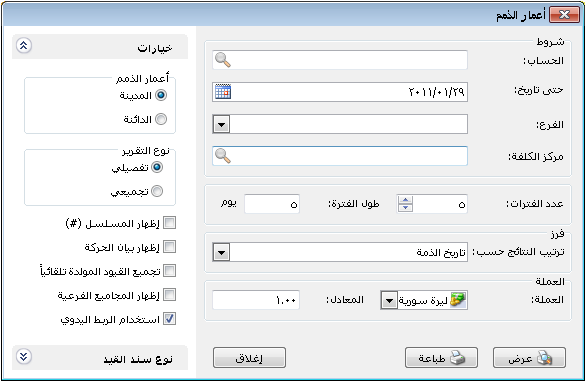 أعمار الذمم
شروط
الحساب:
حتى تاريخ: ٢٠١١/٠١/٢٩
الفرع:
مركز الكلفة:
عدد الفترات: ٥ طول الفترة: ٥ يوم
فرز
ترتيب النتائج حسب: تاريخ الذمة
العملة
العملة: ليرة سورية المعادل: ١.٠٠
عرض طباعة إغلاق
خيارات
أعمار الذمم
المدينة
الدائنة
نوع التقرير
تفصيلي
تجميعي
إظهار المسلسل (#)
إظهار بيان الحركة
تجميع القيود المولدة تلقائياً
إظهار المجاميع الفرعية
استخدام الربط اليدوي
نوع سند القيد